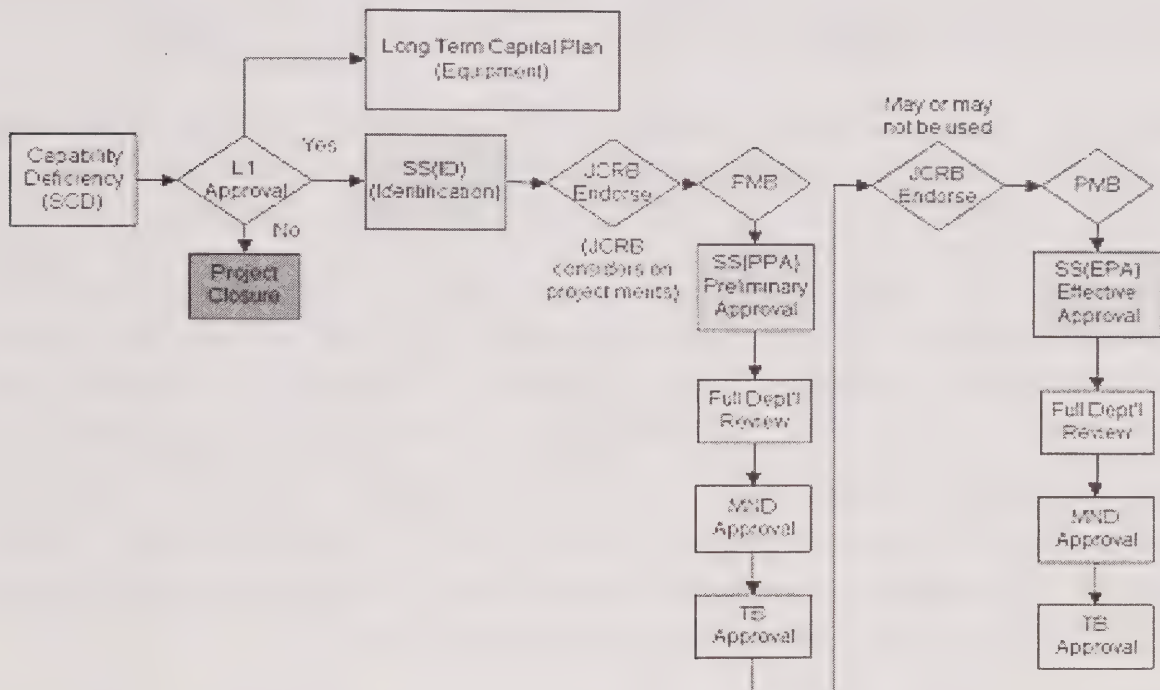 Long Term Capital Plan
(Equipment)
Capability
Deficiency
(SCD)
L1
Approval
Yes
No
Project
Closure
SS(ID)
(Identification)
JCRB
Endorse
(JCRB
considers on
project merits)
PMB
SS(PPA)
Preliminary
Approval
Full Dept'l
Review
MND
Approval
TB
Approval
May or may
not be used
JCRB
Endorse
PMB
SS(EPA)
Effective
Approval
Full Dept'l
Review
MND
Approval
TB
Approval